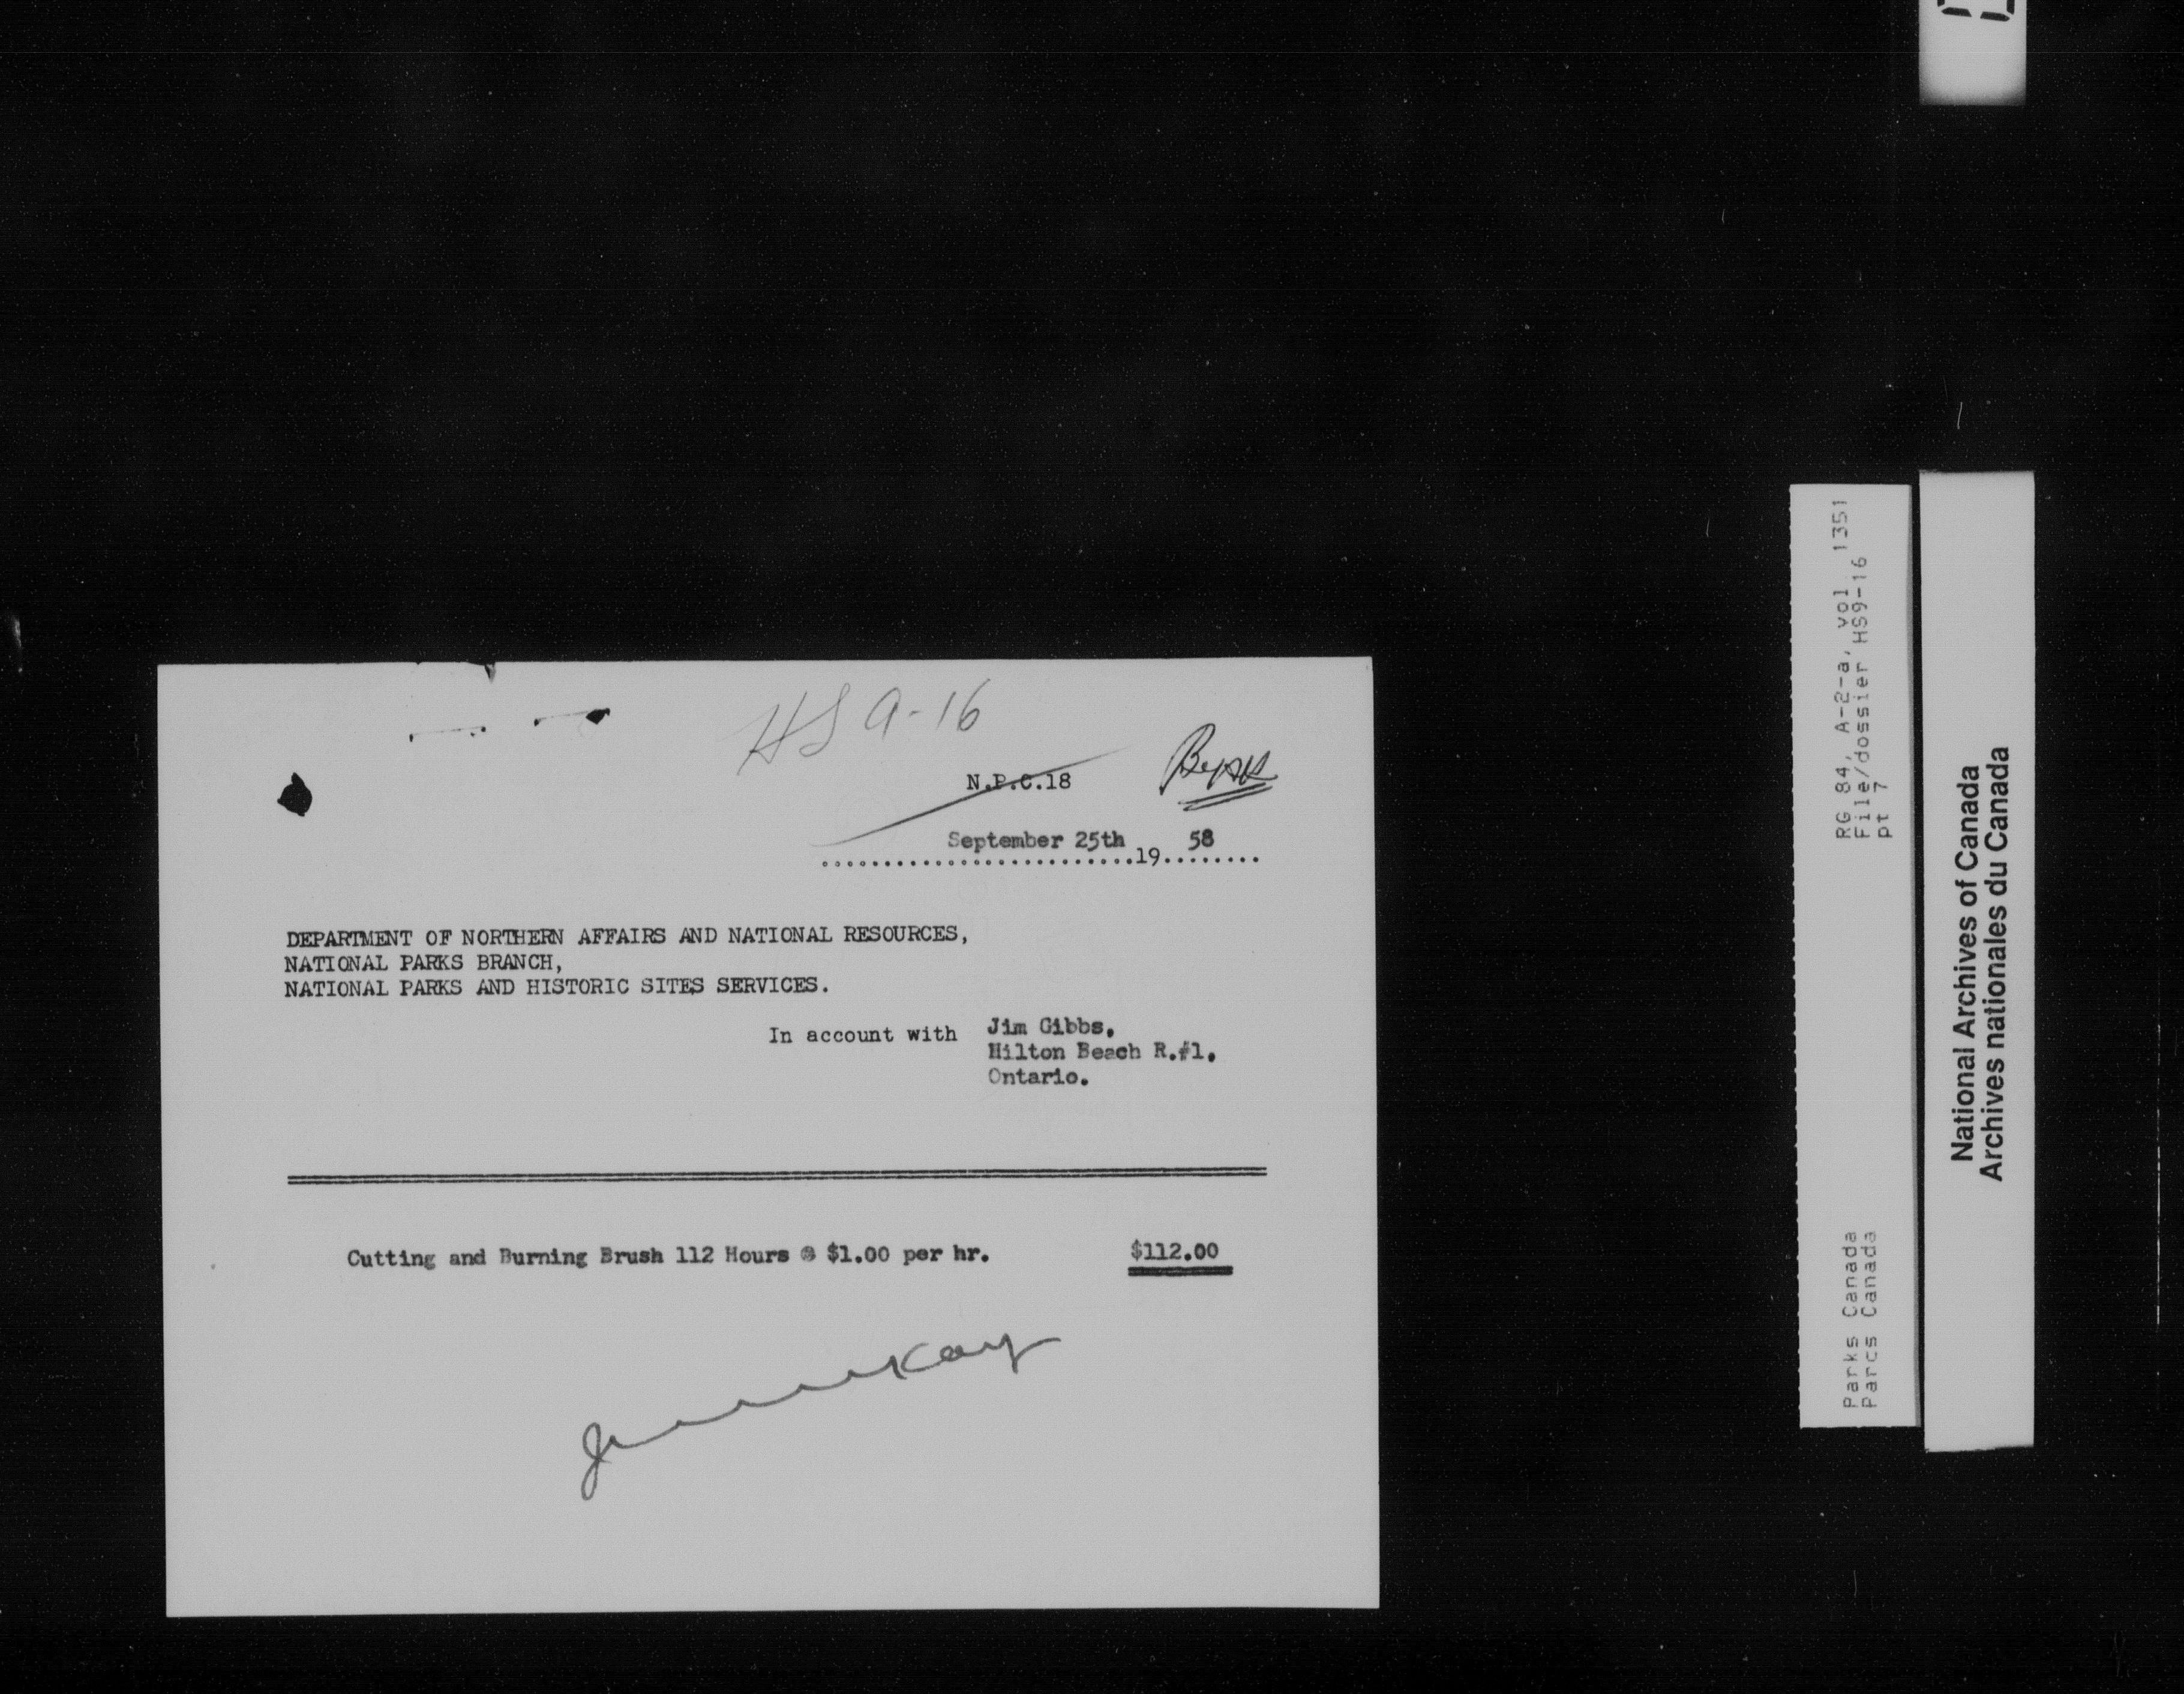 HS 9-16
N.P.C.18
September 25th 19 58
DEPARTMENT OF NORTHERN AFFAIRS AND NATIONAL RESOURCES,
NATIONAL PARKS BRANCH,
NATIONAL PARKS AND HISTORIC SITES SERVICES.
In account with Jim Gibbs,
Hilton Beach R.#1.
Ontario.
Cutting and Burning Brush 112 Hours @ $1.00 per hr. $112.00
RG 84, A-2-a, vol. 1351
File/dossier HS9-16
pt 7
Parks Canada
Parcs Canada
National Archives of Canada
Archives nationales du Canada